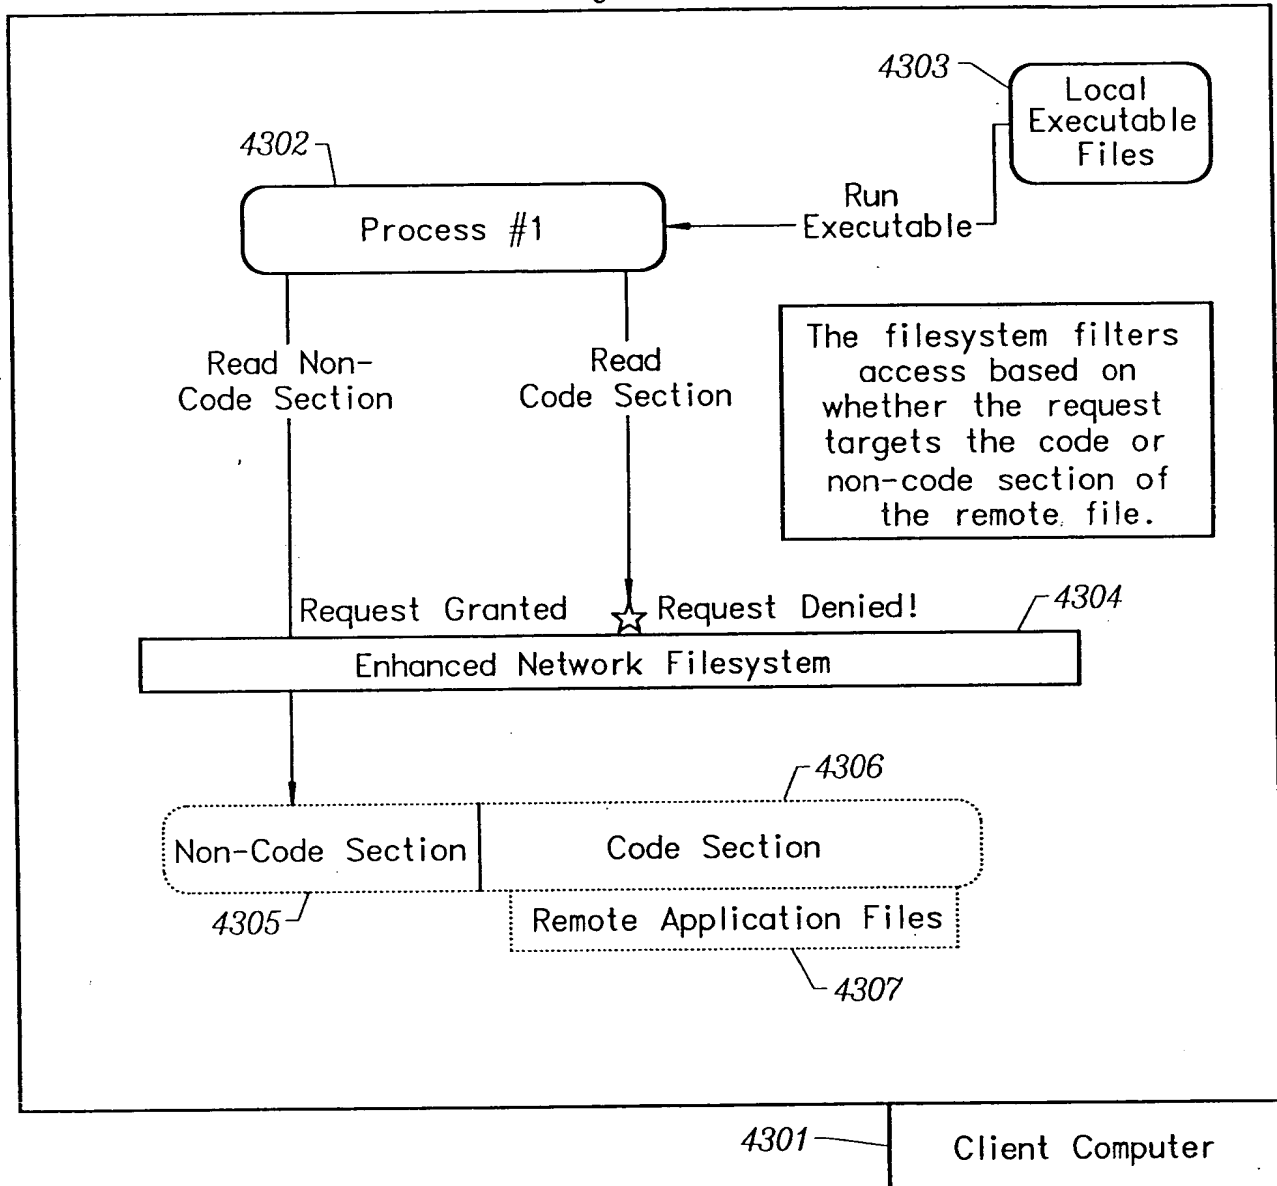 4303
Local
Executable
Files
4302
Run
Executable
Process #1
Read Non-
Code Section
Read
Code Section
The filesystem filters
access based on
whether the request
targets the code or
non-code section of
the remote file.
Request Granted
Request Denied!
4304
Enhanced Network Filesystem
4306
Non-Code Section
Code Section
4305
Remote Application Files
4307
4301
Client Computer